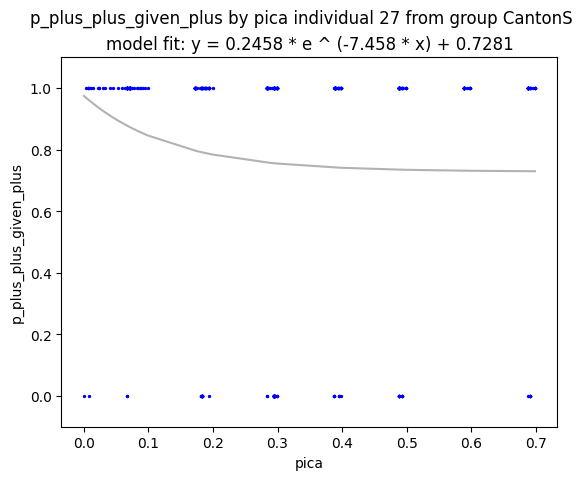 p_plus_plus_given_plus by pica individual 27 from group CantonS
model fit: y = 0.2458 * e ^ (-7.458 * x) + 0.7281
1.0
0.8
0.6
0.4
0.2
0.0
p_plus_plus_given_plus
0.0 0.1 0.2 0.3 0.4 0.5 0.6 0.7
pica